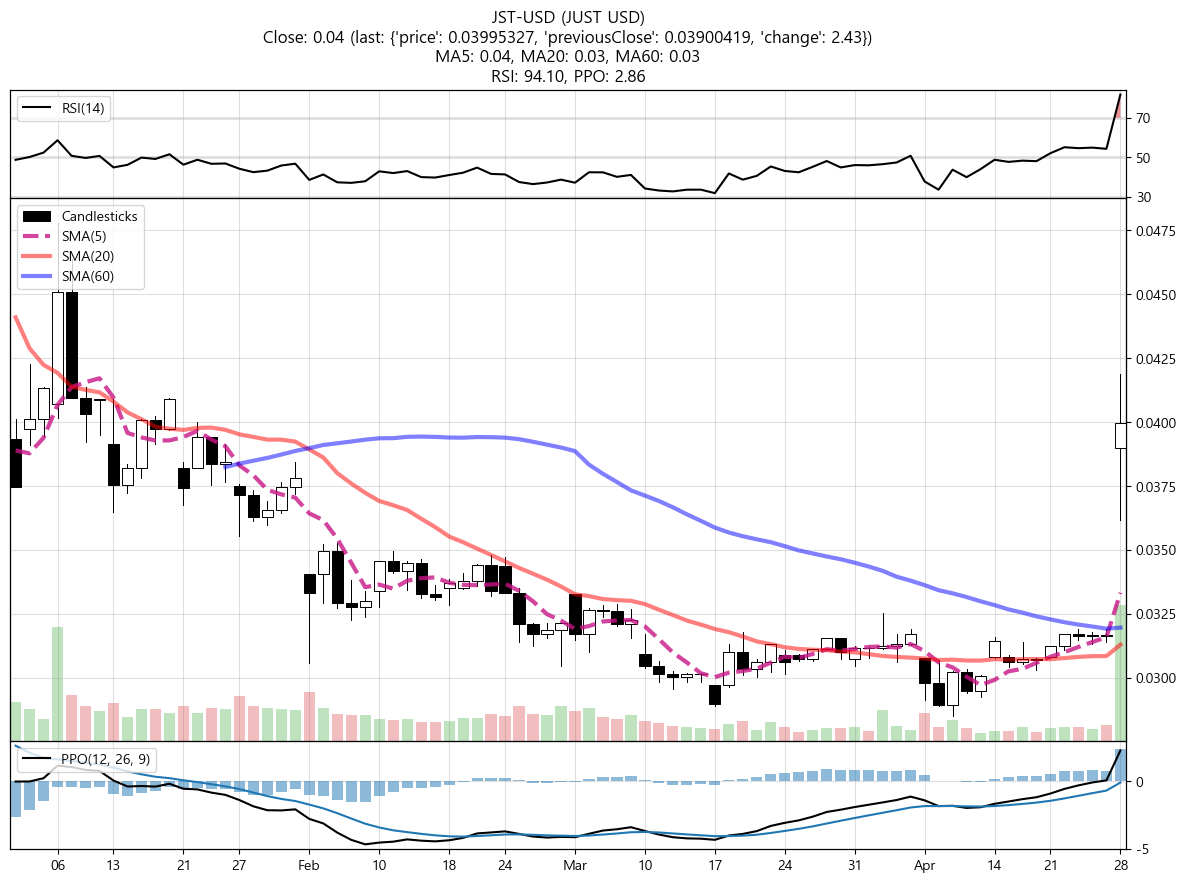 JST-USD (JUST USD)
Close: 0.04 (last: {'price': 0.03995327, 'previousClose': 0.03900419, 'change': 2.43})
MA5: 0.04, MA20: 0.03, MA60: 0.03
RSI: 94.10, PPO: 2.86
RSI(14)
70
50
30
Candlesticks
SMA(5)
SMA(20)
SMA(60)
0.0475
0.0450
0.0425
0.0400
0.0375
0.0350
0.0325
0.0300
PPO(12, 26, 9)
0
-5
06 13 21 27 Feb 10 18 24 Mar 10 17 24 31 Apr 14 21 28